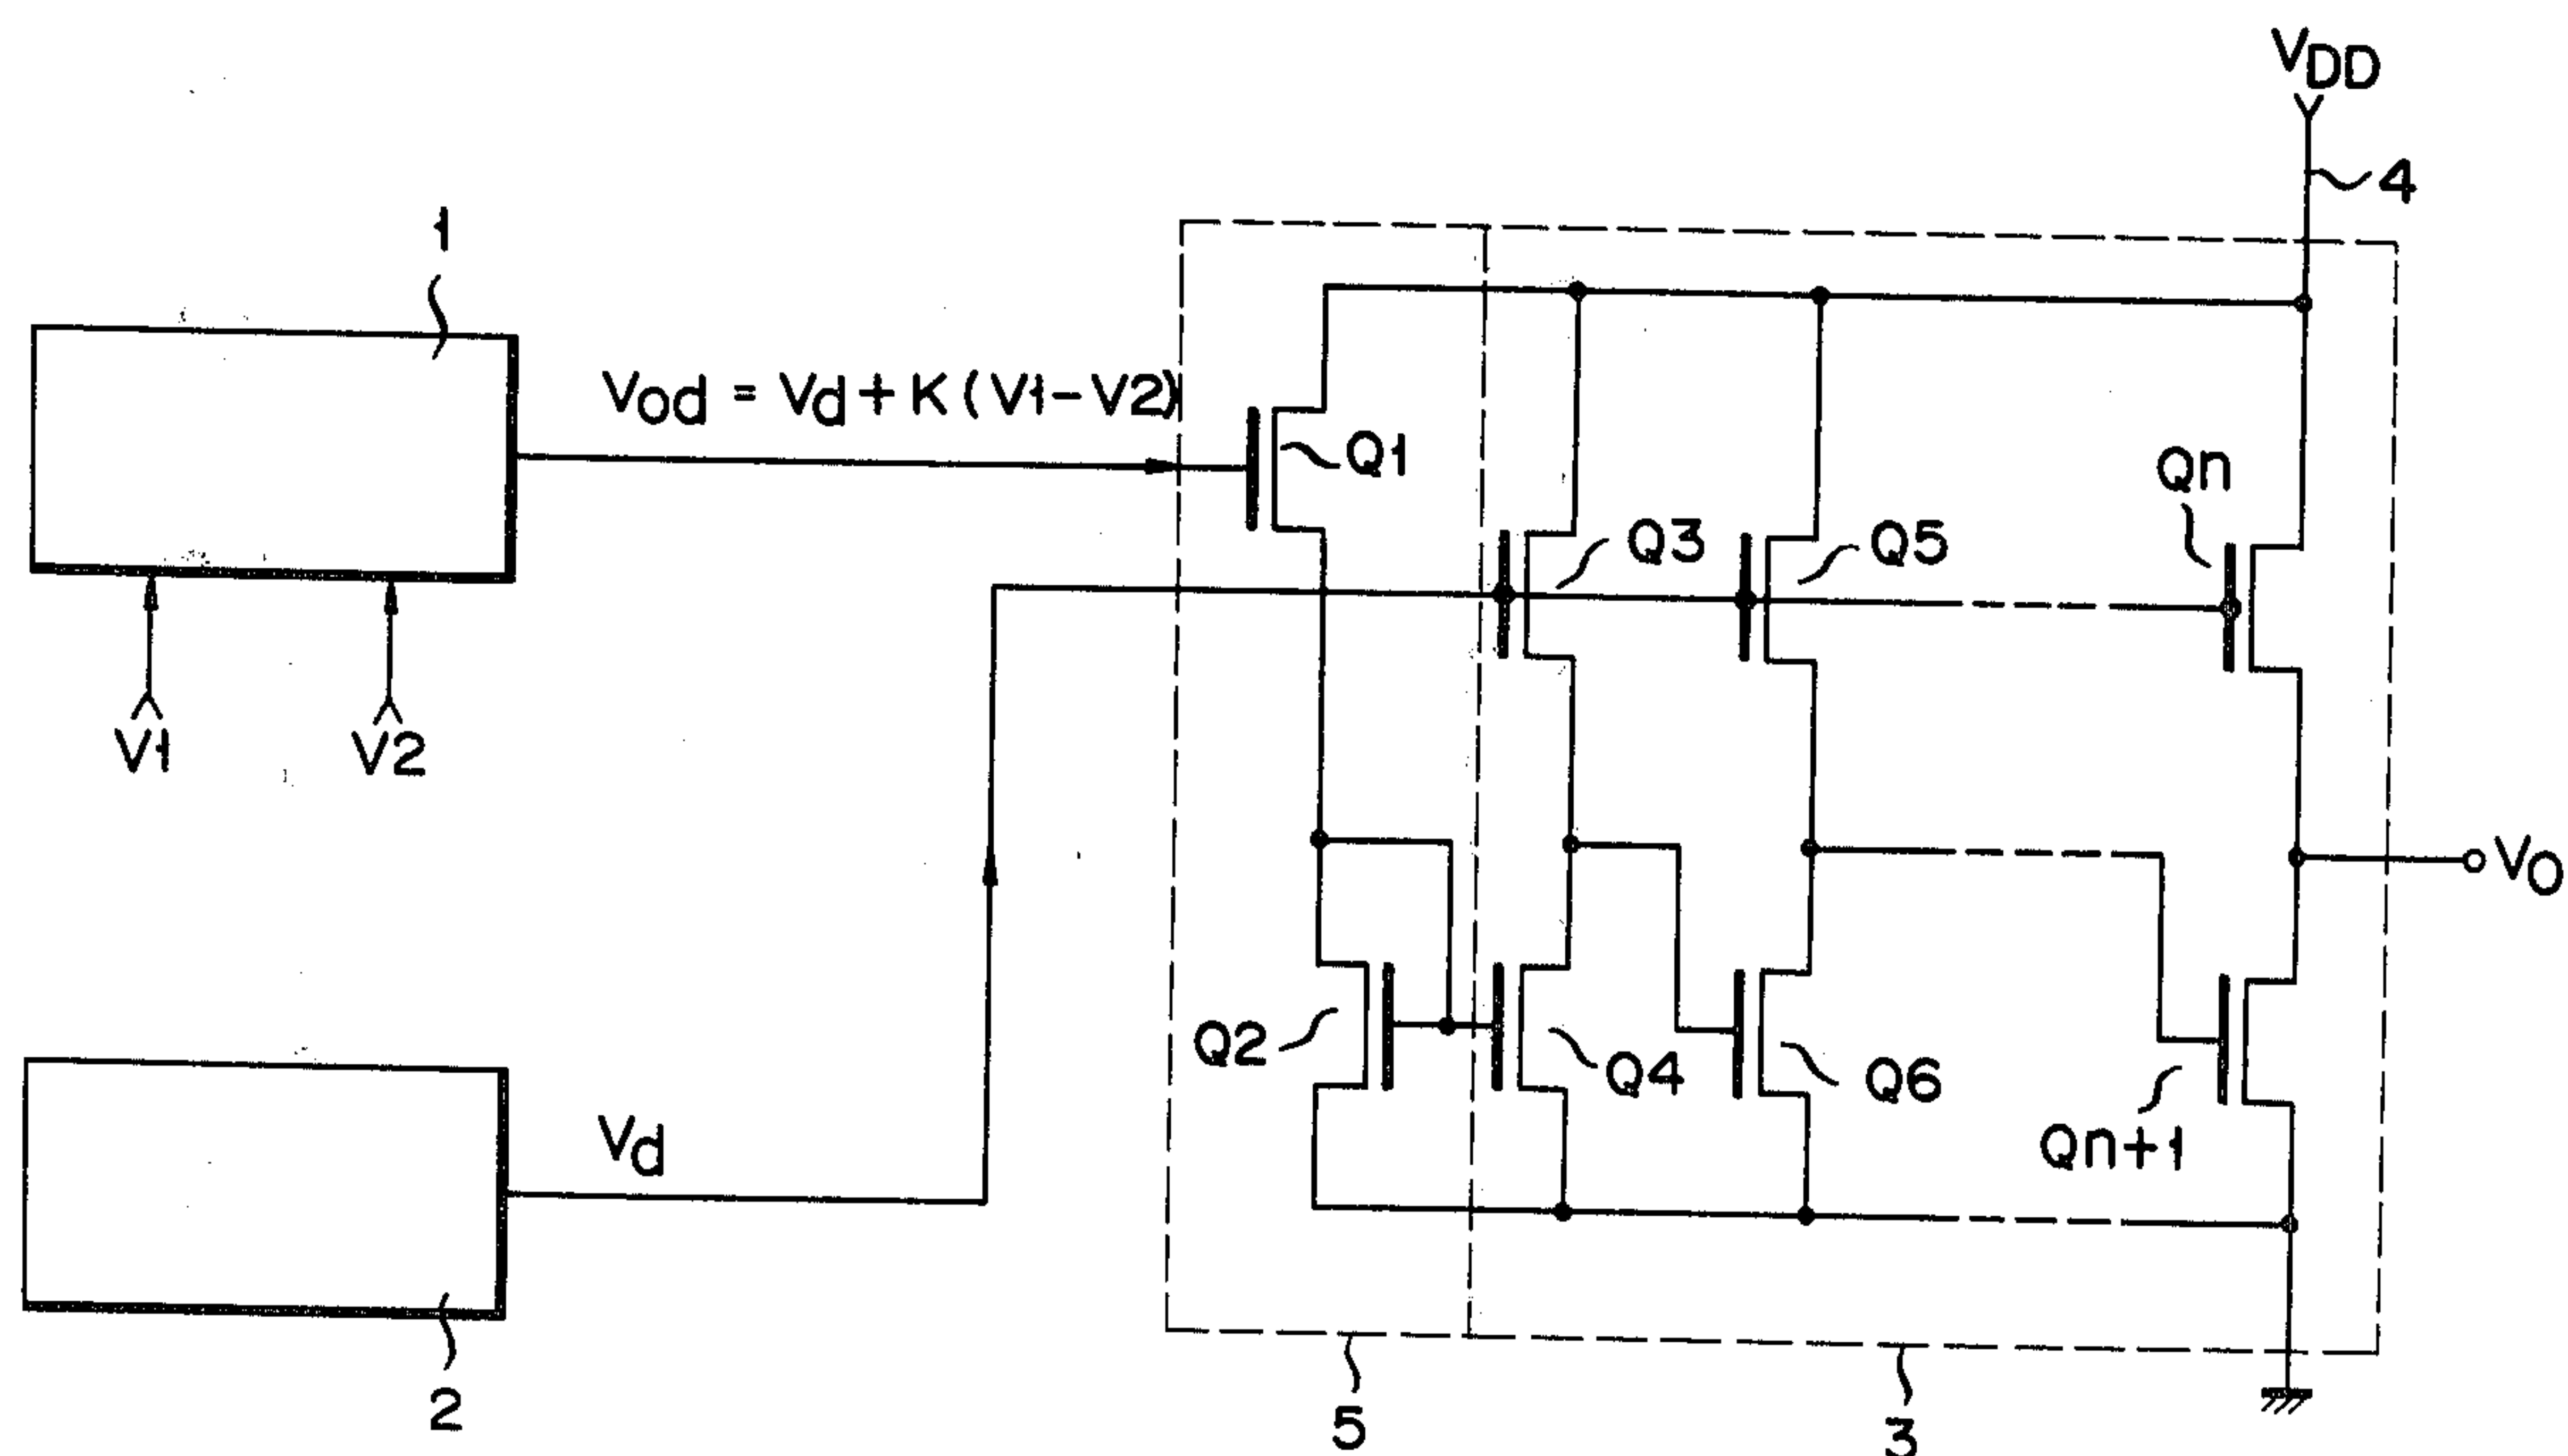 VDD
4
1
Vod = Vd + K (V1 - V2)
Q1
Qn
Q3
Q5
V1
V2
Vo
Q2
Q4
Q6
Vd
Qn+1
2
5
3